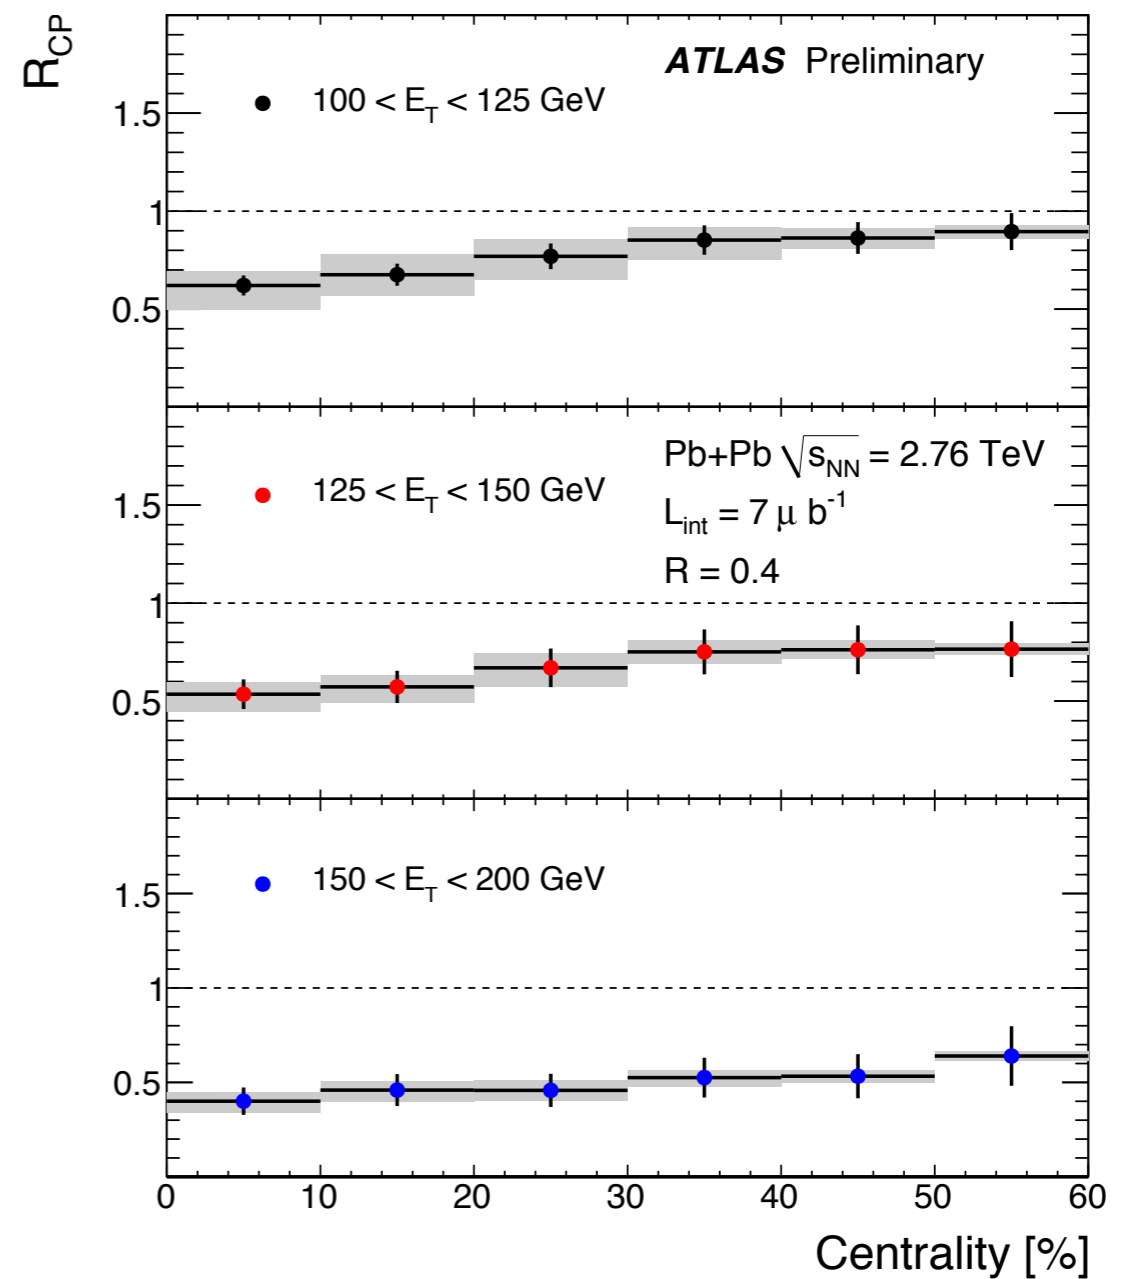 R_CP
ATLAS Preliminary
100 < E_T < 125 GeV
1.5
1
0.5
Pb+Pb √s_NN = 2.76 TeV
125 < E_T < 150 GeV
1.5
L_int = 7 μ b^-1
R = 0.4
1
0.5
150 < E_T < 200 GeV
1.5
1
0.5
0 10 20 30 40 50 60
Centrality [%]